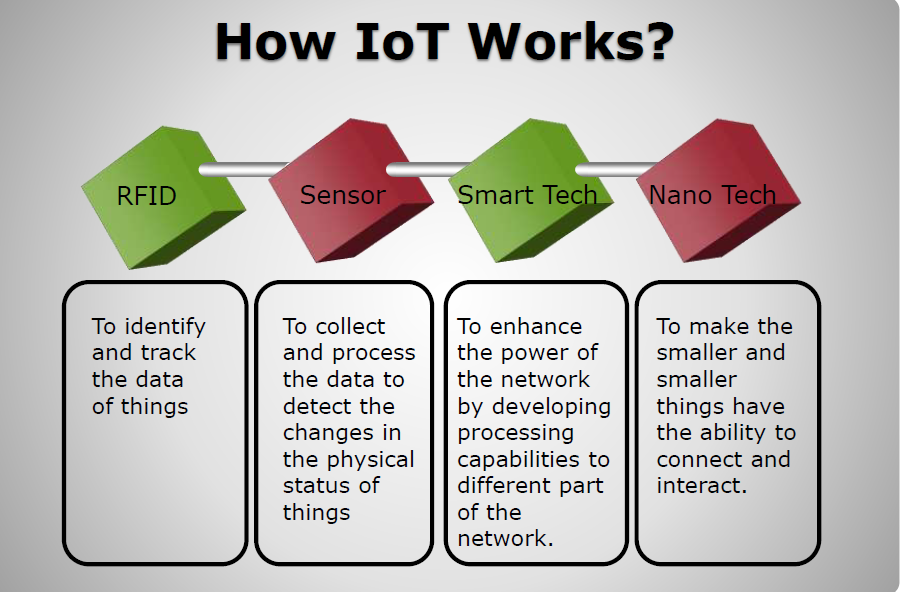 How IoT Works?
RFID
Sensor
Smart Tech
Nano Tech
To identify
and track
the data
of things
To collect
and process
the data to
detect the
changes in
the physical
status of
things
To enhance
the power of
the network
by developing
processing
capabilities to
different part
of the
network.
To make the
smaller and
smaller
things have
the ability to
connect and
interact.